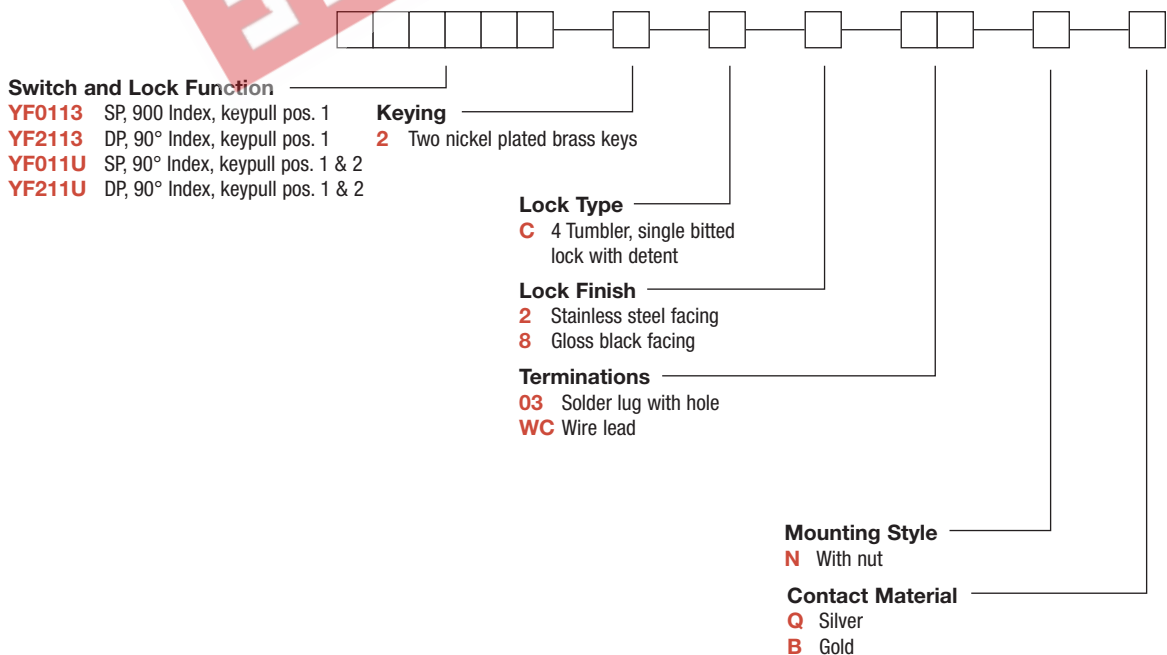 Switch and Lock Function
YF0113 SP, 900 Index, keypull pos. 1
YF2113 DP, 90° Index, keypull pos. 1
YF011U SP, 90° Index, keypull pos. 1 & 2
YF211U DP, 90° Index, keypull pos. 1 & 2
Keying
2 Two nickel plated brass keys
Lock Type
C 4 Tumbler, single bitted
lock with detent
Lock Finish
2 Stainless steel facing
8 Gloss black facing
Terminations
03 Solder lug with hole
WC Wire lead
Mounting Style
N With nut
Contact Material
Q Silver
B Gold